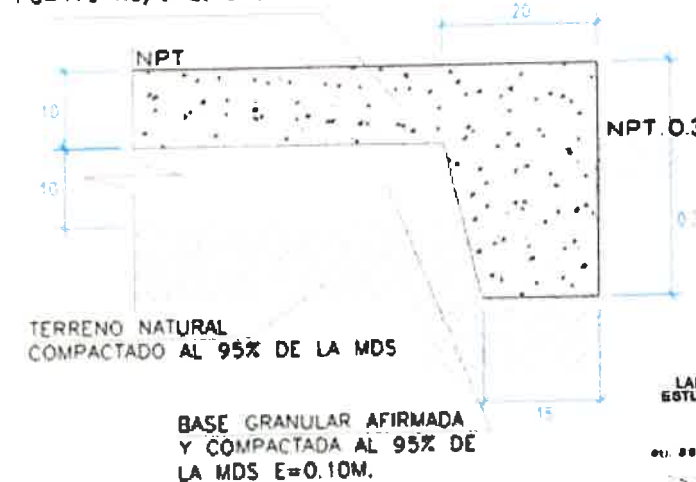 20
NPT
10
NPT.0.3
10
TERRENO NATURAL
COMPACTADO AL 95% DE LA MDS
15
BASE GRANULAR AFIRMADA
Y COMPACTADA AL 95% DE
LA MDS E=0.10M.